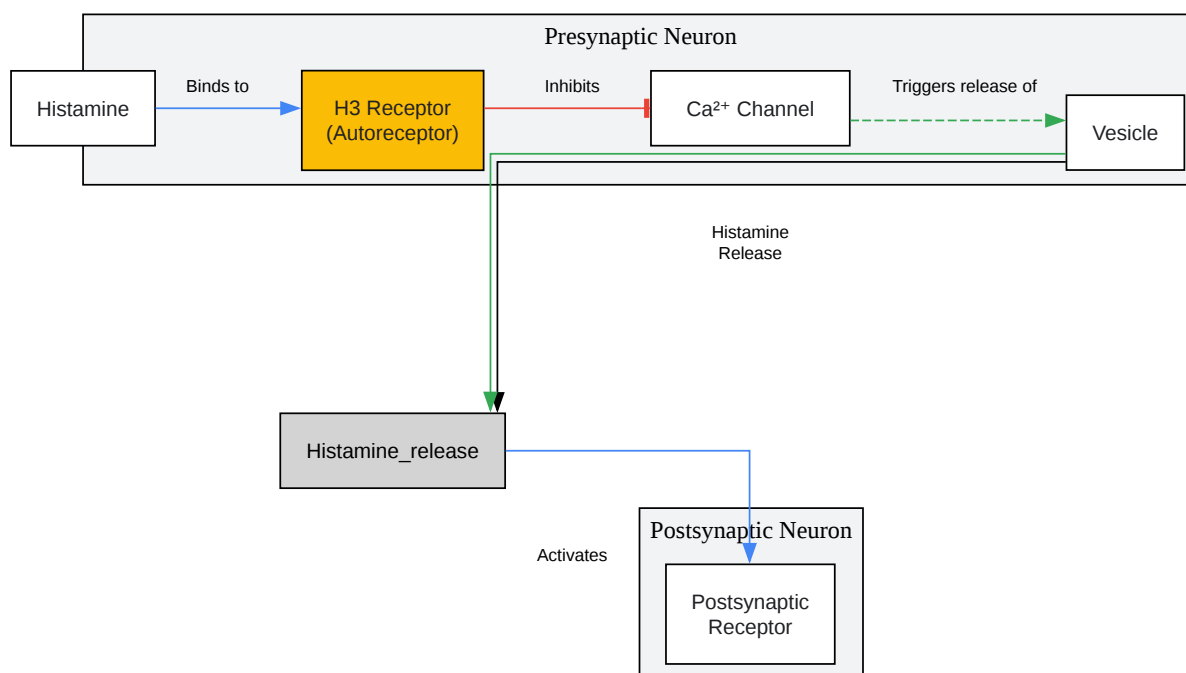 Presynaptic Neuron
Binds to
Inhibits
Triggers release of
Histamine
H3 Receptor
(Autoreceptor)
Ca²⁺ Channel
Vesicle
Histamine
Release
Histamine_release
Postsynaptic Neuron
Activates
Postsynaptic
Receptor